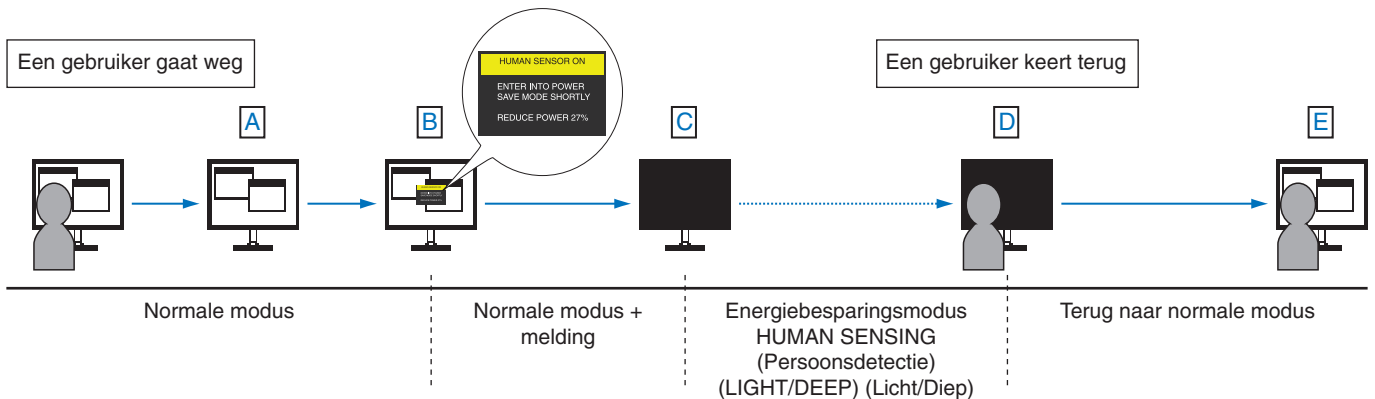 Een gebruiker gaat weg
HUMAN SENSOR ON
ENTER INTO POWER
SAVE MODE SHORTLY
REDUCE POWER 27%
Een gebruiker keert terug
A
B
C
D
E
Normale modus
Normale modus +
melding
Energiebesparingsmodus
HUMAN SENSING
(Persoonsdetectie)
(LIGHT/DEEP) (Licht/Diep)
Terug naar normale modus